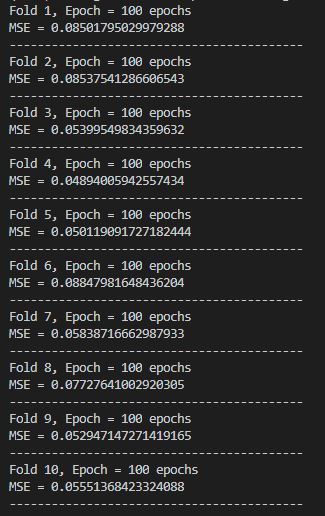 Fold 1, Epoch = 100 epochs
MSE = 0.08501795029979288
--------------------------------------
Fold 2, Epoch = 100 epochs
MSE = 0.08537541286606543
--------------------------------------
Fold 3, Epoch = 100 epochs
MSE = 0.05399549834359632
--------------------------------------
Fold 4, Epoch = 100 epochs
MSE = 0.04894005942557434
--------------------------------------
Fold 5, Epoch = 100 epochs
MSE = 0.050119091727182444
--------------------------------------
Fold 6, Epoch = 100 epochs
MSE = 0.08847981648436204
--------------------------------------
Fold 7, Epoch = 100 epochs
MSE = 0.05838716662987933
--------------------------------------
Fold 8, Epoch = 100 epochs
MSE = 0.07727641002920305
--------------------------------------
Fold 9, Epoch = 100 epochs
MSE = 0.052947147271419165
--------------------------------------
Fold 10, Epoch = 100 epochs
MSE = 0.05551368423324088
--------------------------------------